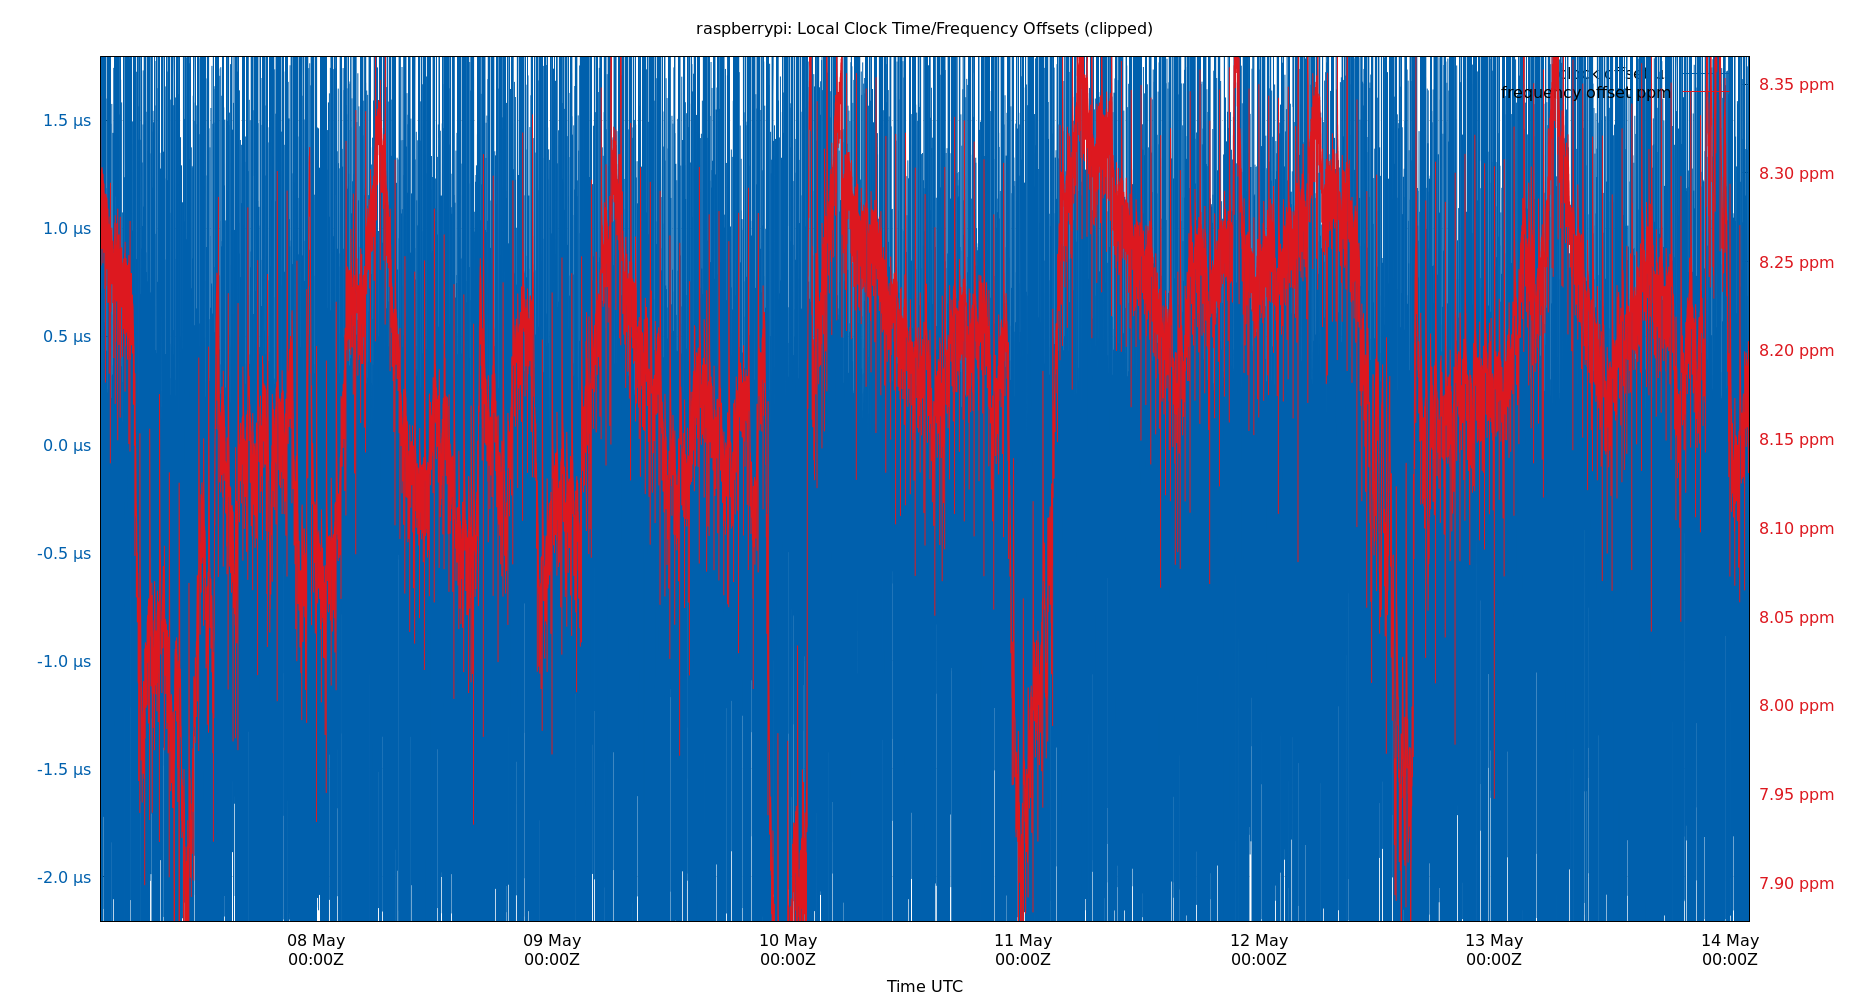 raspberrypi: Local Clock Time/Frequency Offsets (clipped)
clock offset
frequency offset ppm
1.5 µs
1.0 µs
0.5 µs
0.0 µs
-0.5 µs
-1.0 µs
-1.5 µs
-2.0 µs
8.35 ppm
8.30 ppm
8.25 ppm
8.20 ppm
8.15 ppm
8.10 ppm
8.05 ppm
8.00 ppm
7.95 ppm
7.90 ppm
08 May
00:00Z
09 May
00:00Z
10 May
00:00Z
11 May
00:00Z
12 May
00:00Z
13 May
00:00Z
14 May
00:00Z
Time UTC